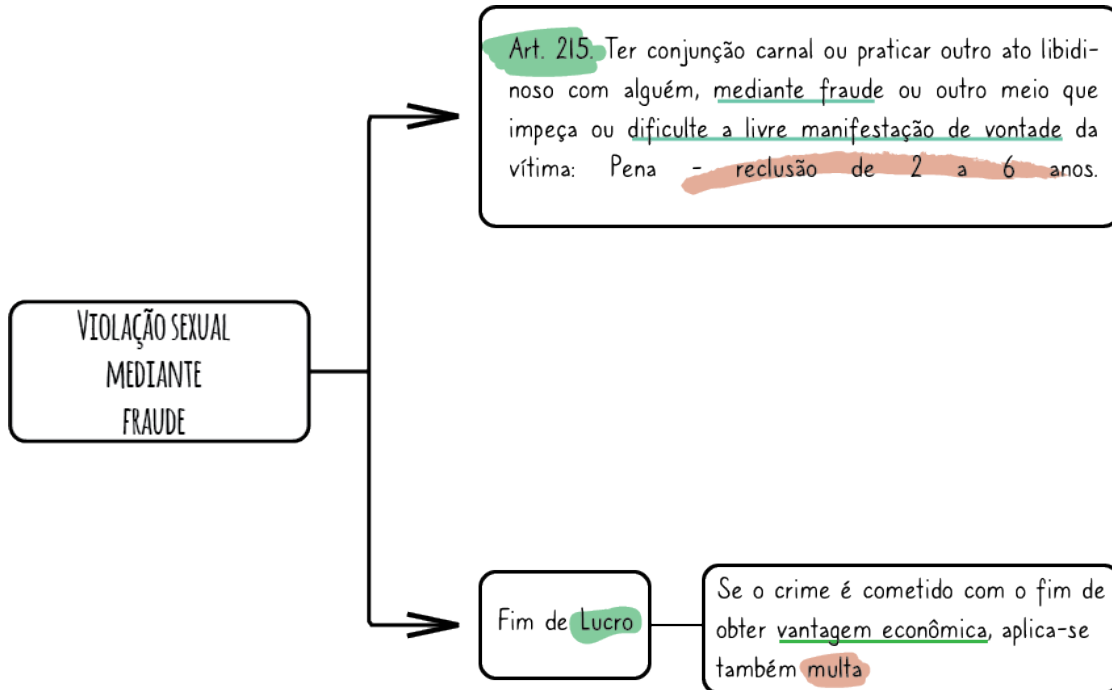 Art. 215. Ter conjunção carnal ou praticar outro ato libidi-
noso com alguém, mediante fraude ou outro meio que
impeça ou dificulte a livre manifestação de vontade da
vítima: Pena - reclusão de 2 a 6 anos.
Violação sexual
mediante
fraude
Fim de Lucro
Se o crime é cometido com o fim de
obter vantagem econômica, aplica-se
também multa